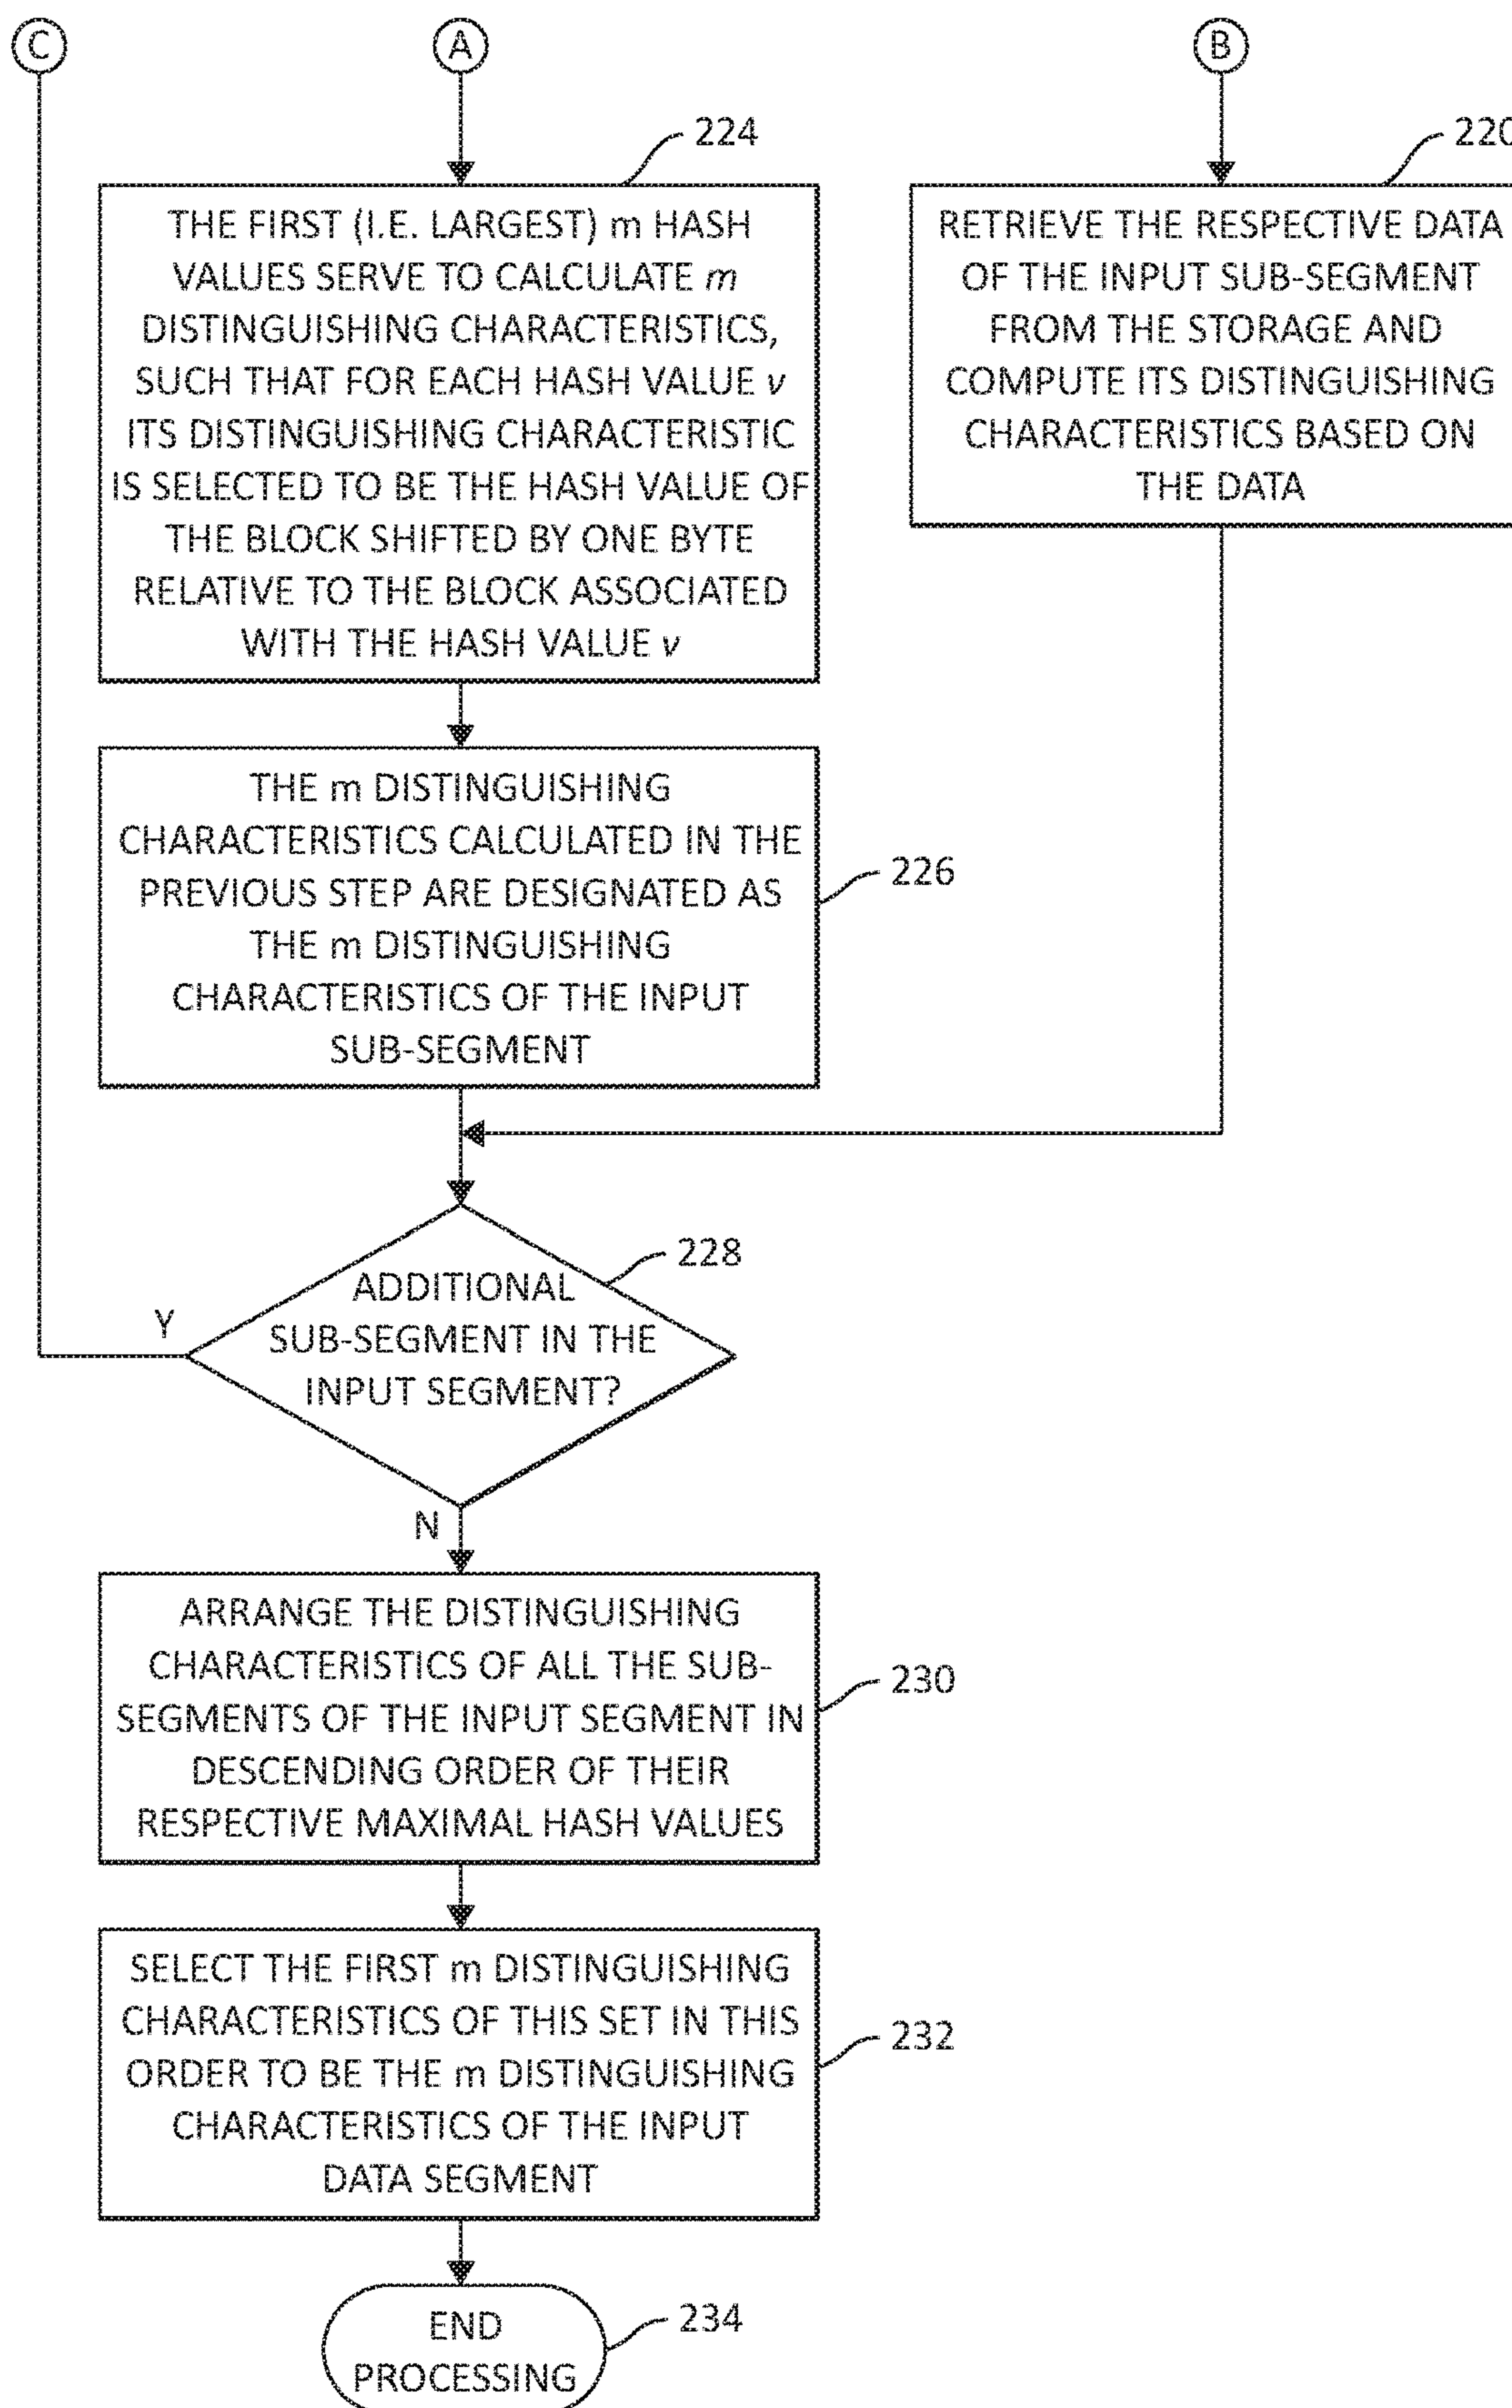 C
A
B
224
220
THE FIRST (I.E. LARGEST) m HASH
VALUES SERVE TO CALCULATE m
DISTINGUISHING CHARACTERISTICS,
SUCH THAT FOR EACH HASH VALUE v
ITS DISTINGUISHING CHARACTERISTIC
IS SELECTED TO BE THE HASH VALUE OF
THE BLOCK SHIFTED BY ONE BYTE
RELATIVE TO THE BLOCK ASSOCIATED
WITH THE HASH VALUE v
RETRIEVE THE RESPECTIVE DATA
OF THE INPUT SUB-SEGMENT
FROM THE STORAGE AND
COMPUTE ITS DISTINGUISHING
CHARACTERISTICS BASED ON
THE DATA
THE m DISTINGUISHING
CHARACTERISTICS CALCULATED IN THE
PREVIOUS STEP ARE DESIGNATED AS
THE m DISTINGUISHING
CHARACTERISTICS OF THE INPUT
SUB-SEGMENT
226
228
ADDITIONAL
SUB-SEGMENT IN THE
INPUT SEGMENT?
Y
N
ARRANGE THE DISTINGUISHING
CHARACTERISTICS OF ALL THE SUB-
SEGMENTS OF THE INPUT SEGMENT IN
DESCENDING ORDER OF THEIR
RESPECTIVE MAXIMAL HASH VALUES
230
SELECT THE FIRST m DISTINGUISHING
CHARACTERISTICS OF THIS SET IN THIS
ORDER TO BE THE m DISTINGUISHING
CHARACTERISTICS OF THE INPUT
DATA SEGMENT
232
END
PROCESSING
234